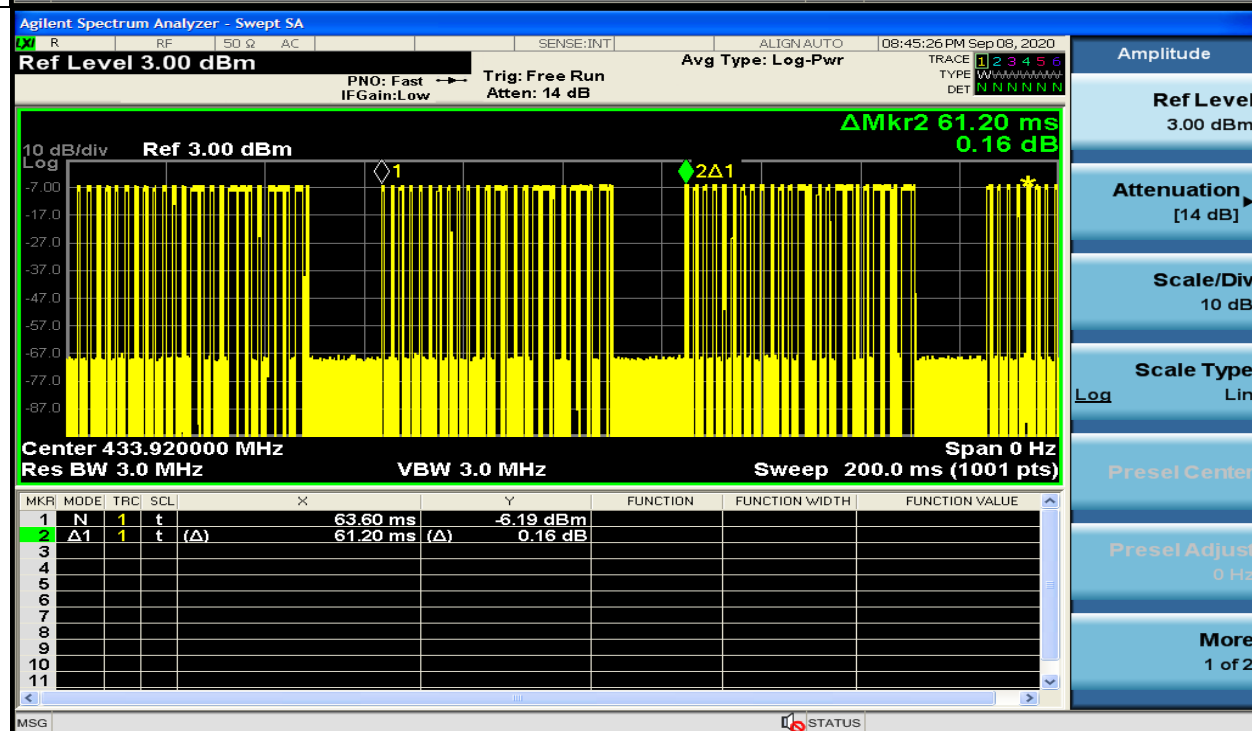 Agilent Spectrum Analyzer - Swept SA
LXI R RF 50 Ω AC SENSE:INT ALIGN AUTO 08:45:26 PM Sep 08, 2020
Ref Level 3.00 dBm
PNO: Fast
IFGain:Low
Trig: Free Run
Atten: 14 dB
Avg Type: Log-Pwr
TRACE 1 2 3 4 5 6
TYPE W
DET N N N N N N
ΔMkr2 61.20 ms
0.16 dB
10 dB/div Ref 3.00 dBm
Log
1
2Δ1
-7.00
-17.0
-27.0
-37.0
-47.0
-57.0
-67.0
-77.0
-87.0
Center 433.920000 MHz Span 0 Hz
Res BW 3.0 MHz VBW 3.0 MHz Sweep 200.0 ms (1001 pts)
MKR MODE TRC SCL X Y FUNCTION FUNCTION WIDTH FUNCTION VALUE
1 N 1 t 63.60 ms -6.19 dBm
2 Δ1 1 t (Δ) 61.20 ms (Δ) 0.16 dB
3
4
5
6
7
8
9
10
11
MSG STATUS
Amplitude
Ref Level
3.00 dBm
Attenuation
[14 dB]
Scale/Div
10 dB
Scale Type
Log Lin
Presel Center
Presel Adjust
0 Hz
More
1 of 2